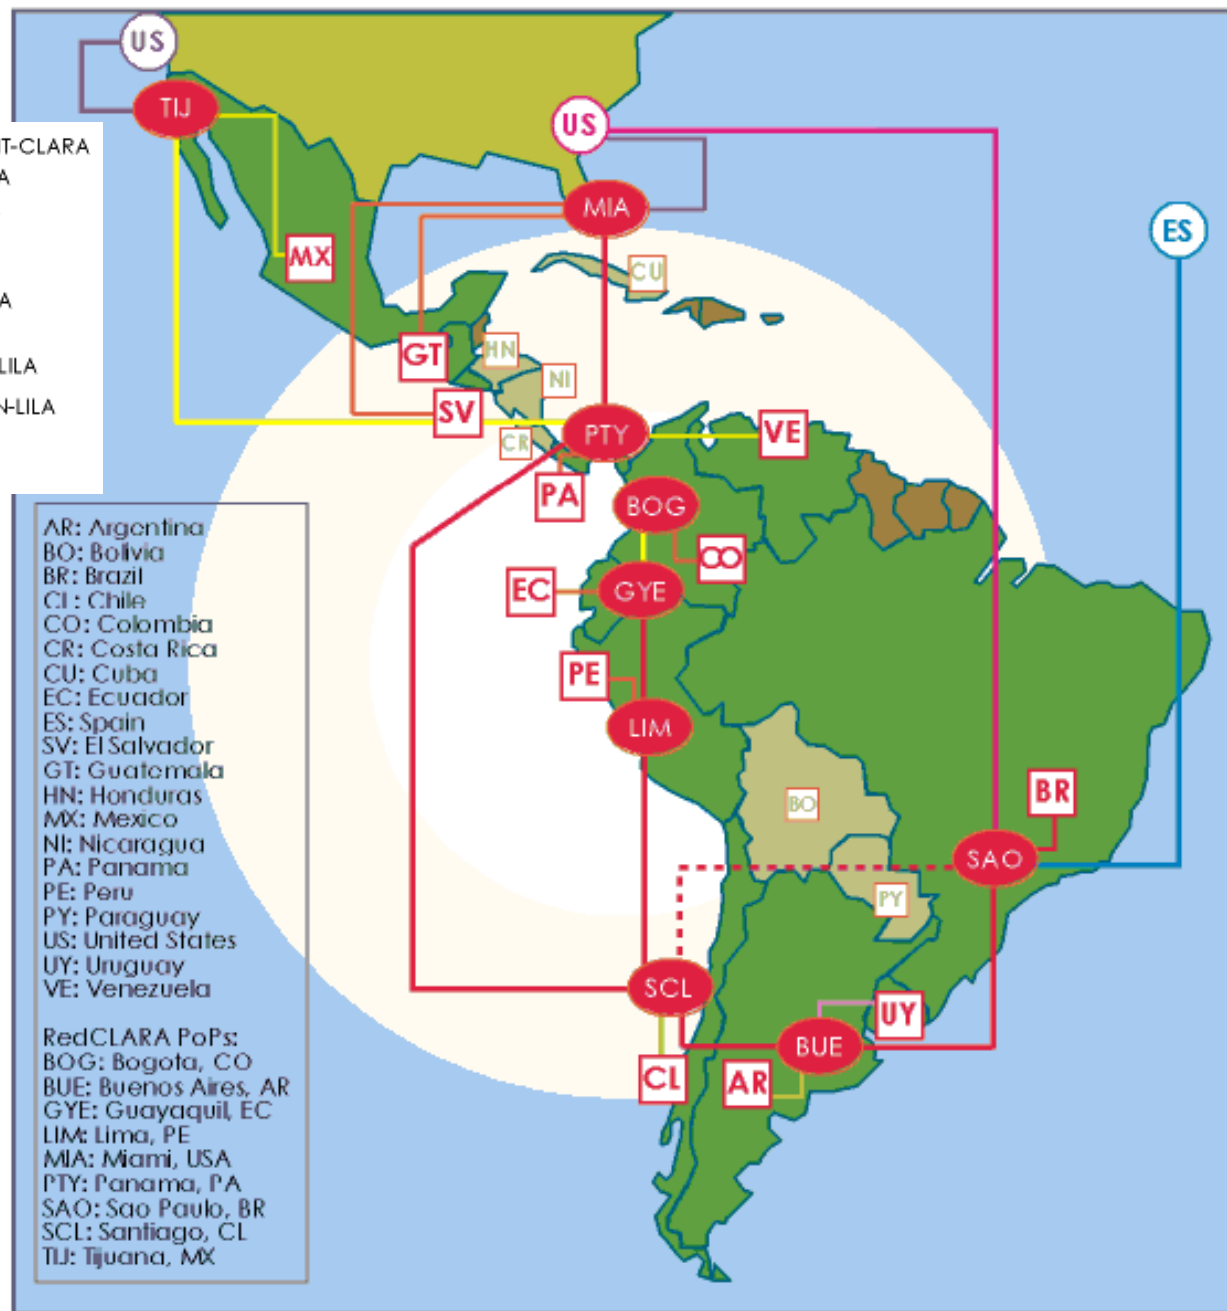 US
TIJ
US
IT-CLARA
A
MIA
ES
CU
MX
A
GT
HN
LILA
NI
N-LILA
SV
CR
PTY
VE
PA
BOG
CO
EC
GYE
PE
LIM
BO
BR
SAO
PY
SCL
UY
BUE
CL
AR
AR: Argentina
BO: Bolivia
BR: Brazil
CL: Chile
CO: Colombia
CR: Costa Rica
CU: Cuba
EC: Ecuador
ES: Spain
SV: El Salvador
GT: Guatemala
HN: Honduras
MX: Mexico
NI: Nicaragua
PA: Panama
PE: Peru
PY: Paraguay
US: United States
UY: Uruguay
VE: Venezuela
RedCLARA PoPs:
BOG: Bogota, CO
BUE: Buenos Aires, AR
GYE: Guayaquil, EC
LIM: Lima, PE
MIA: Miami, USA
PTY: Panama, PA
SAO: Sao Paulo, BR
SCL: Santiago, CL
TIJ: Tijuana, MX